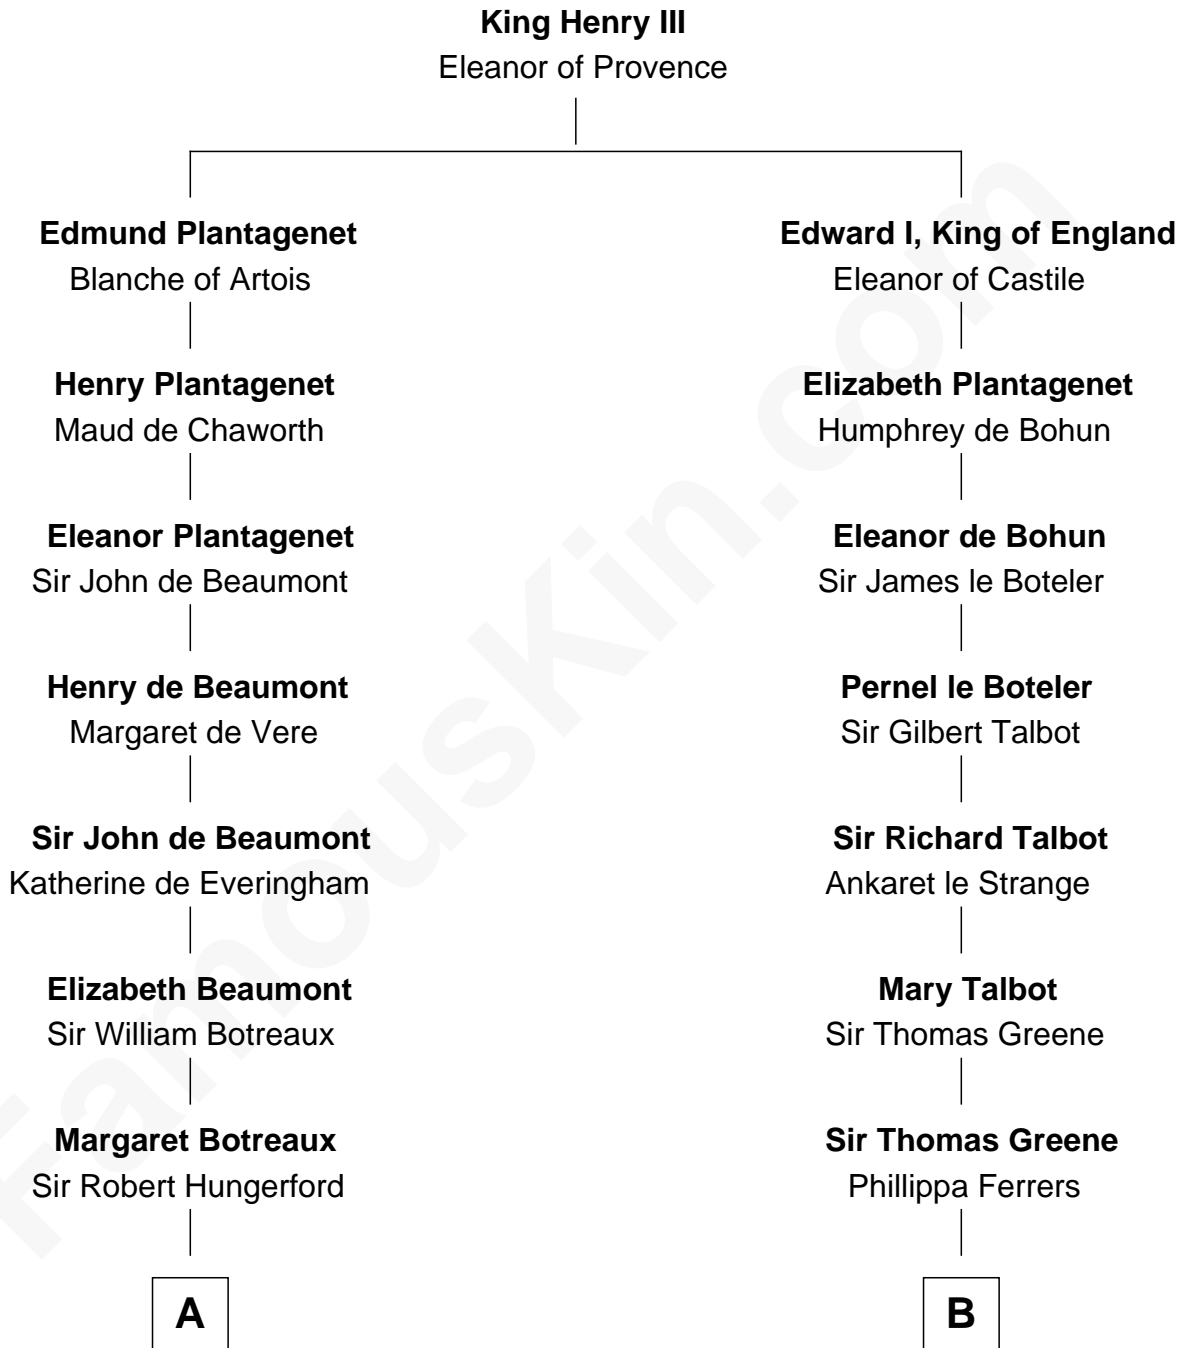 King Henry III
Eleanor of Provence
Edmund Plantagenet
Blanche of Artois
Edward I, King of England
Eleanor of Castile
Henry Plantagenet
Maud de Chaworth
Elizabeth Plantagenet
Humphrey de Bohun
Eleanor Plantagenet
Sir John de Beaumont
Eleanor de Bohun
Sir James le Boteler
Henry de Beaumont
Margaret de Vere
Pernel le Boteler
Sir Gilbert Talbot
Sir John de Beaumont
Katherine de Everingham
Sir Richard Talbot
Ankaret le Strange
Elizabeth Beaumont
Sir William Botreaux
Mary Talbot
Sir Thomas Greene
Margaret Botreaux
Sir Robert Hungerford
Sir Thomas Greene
Phillippa Ferrers
A
B
FamousKin.com